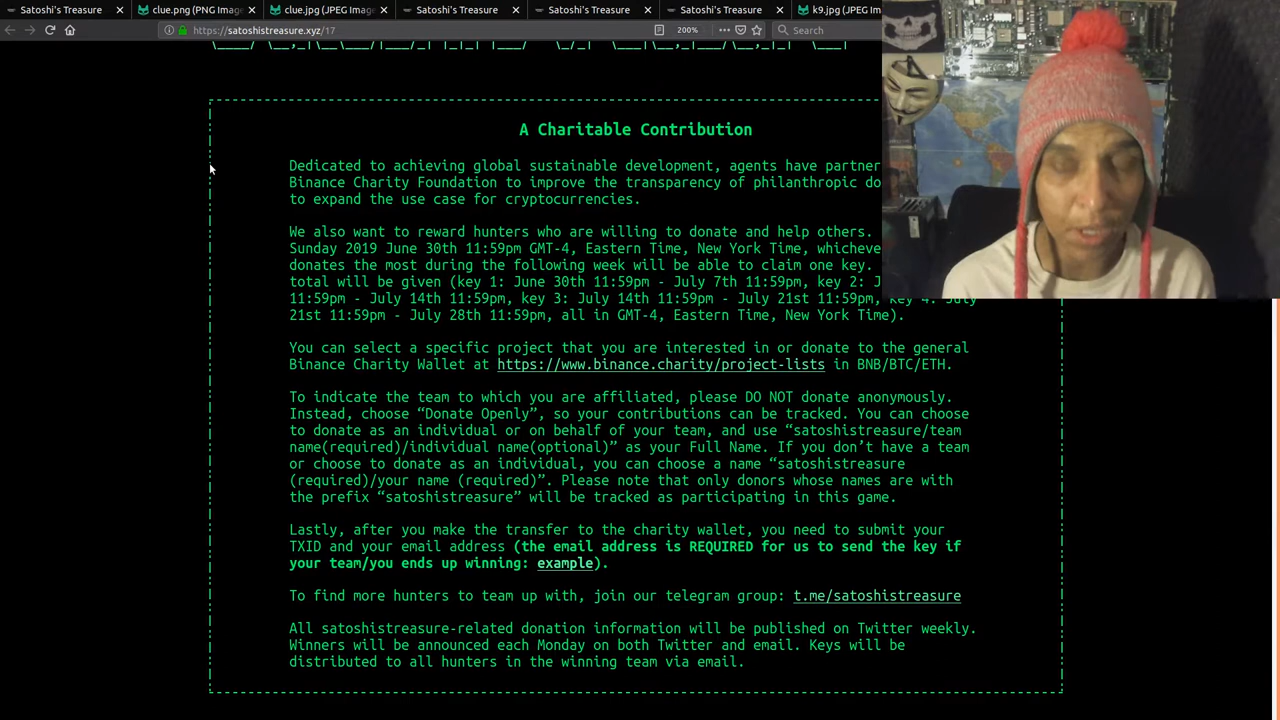 Satoshi's Treasure
clue.png (PNG Imag
clue.jpg (JPEG Imag
Satoshi's Treasure
Satoshi's Treasure
Satoshi's Treasure
k9.jpg (JPEG Im
https://satoshistreasure.xyz/17
200%
Search
A Charitable Contribution
Dedicated to achieving global sustainable development, agents have partner
Binance Charity Foundation to improve the transparency of philanthropic do
to expand the use case for cryptocurrencies.
We also want to reward hunters who are willing to donate and help others.
Sunday 2019 June 30th 11:59pm GMT-4, Eastern Time, New York Time, whicheve
donates the most during the following week will be able to claim one key.
total will be given (key 1: June 30th 11:59pm - July 7th 11:59pm, key 2: J
11:59pm - July 14th 11:59pm, key 3: July 14th 11:59pm - July 21st 11:59pm, key 4: July
21st 11:59pm - July 28th 11:59pm, all in GMT-4, Eastern Time, New York Time).
You can select a specific project that you are interested in or donate to the general
Binance Charity Wallet at https://www.binance.charity/project-lists in BNB/BTC/ETH.
To indicate the team to which you are affiliated, please DO NOT donate anonymously.
Instead, choose “Donate Openly”, so your contributions can be tracked. You can choose
to donate as an individual or on behalf of your team, and use “satoshistreasure/team
name(required)/individual name(optional)” as your Full Name. If you don’t have a team
or choose to donate as an individual, you can choose a name “satoshistreasure
(required)/your name (required)”. Please note that only donors whose names are with
the prefix “satoshistreasure” will be tracked as participating in this game.
Lastly, after you make the transfer to the charity wallet, you need to submit your
TXID and your email address (the email address is REQUIRED for us to send the key if
your team/you ends up winning: example).
To find more hunters to team up with, join our telegram group: t.me/satoshistreasure
All satoshistreasure-related donation information will be published on Twitter weekly.
Winners will be announced each Monday on both Twitter and email. Keys will be
distributed to all hunters in the winning team via email.